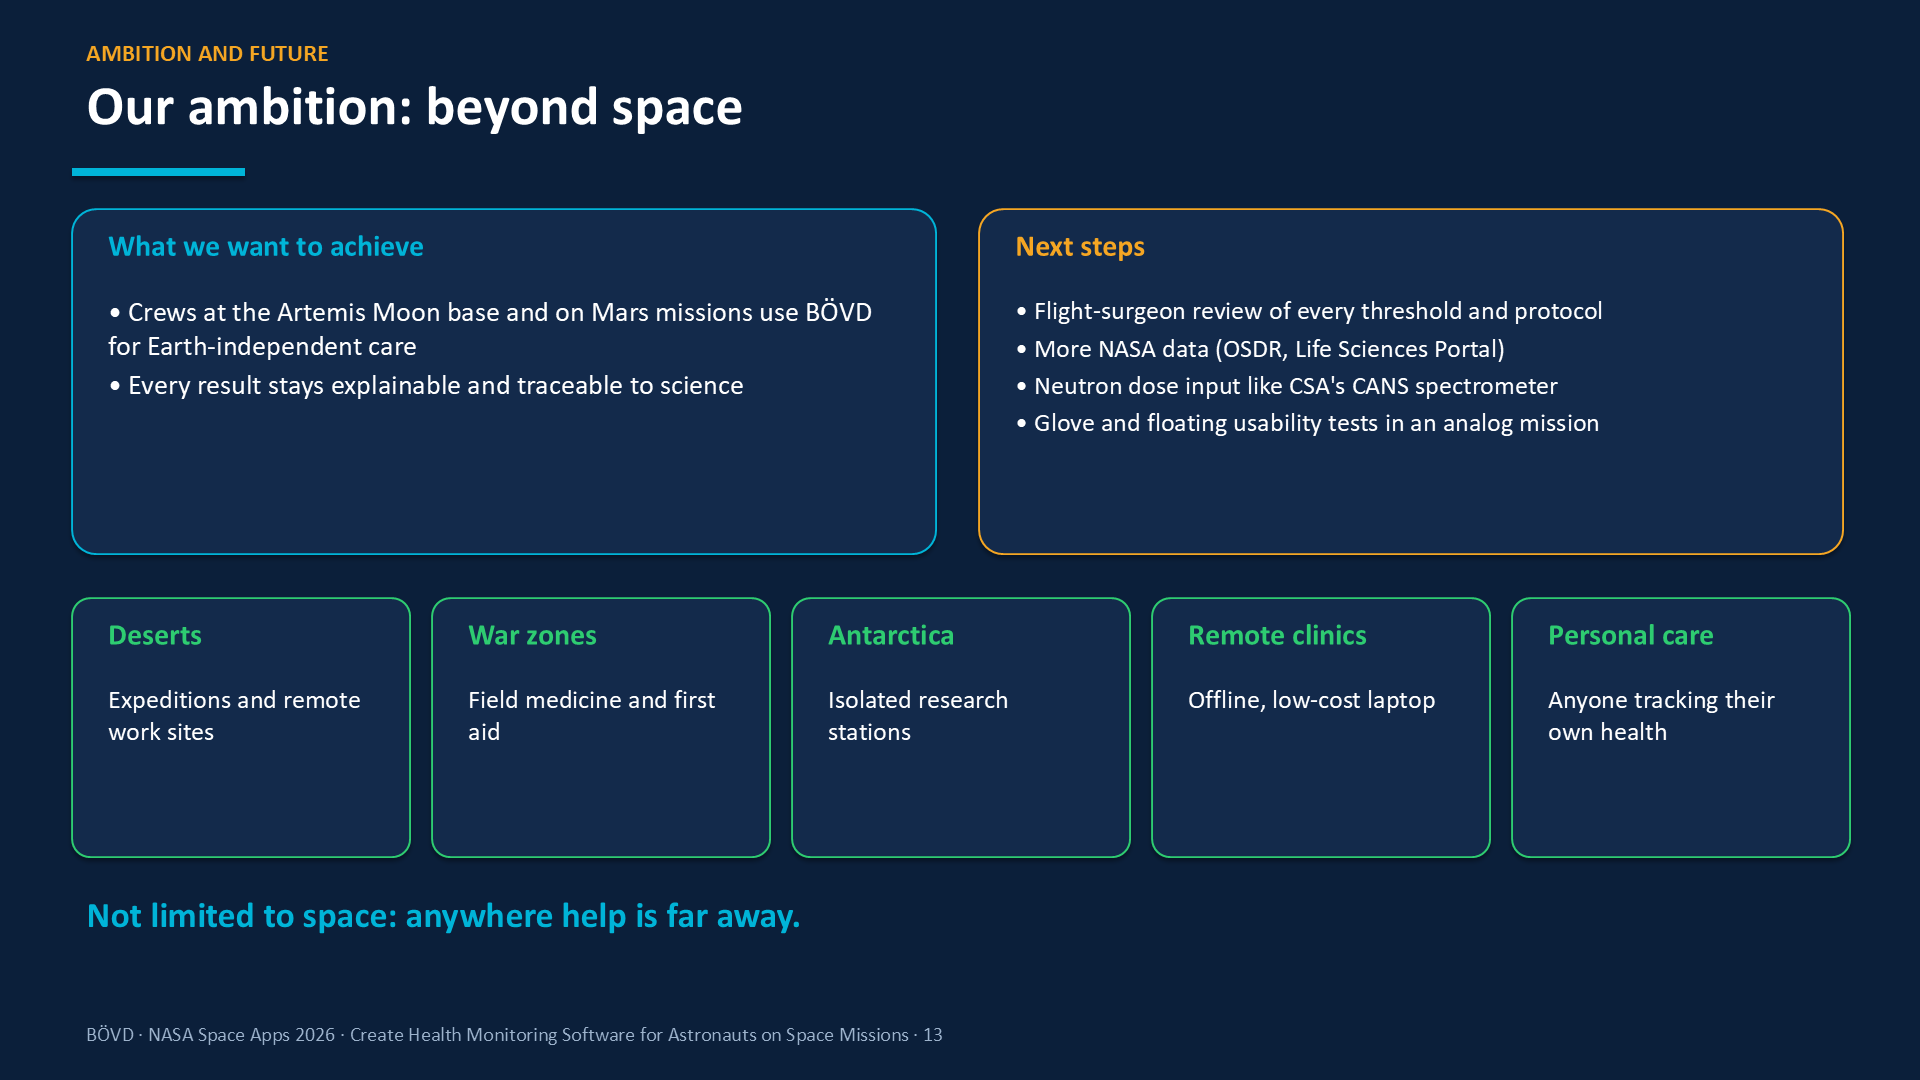 AMBITION AND FUTURE
Our ambition: beyond space
What we want to achieve
• Crews at the Artemis Moon base and on Mars missions use BÖVD
for Earth-independent care
• Every result stays explainable and traceable to science
Next steps
• Flight-surgeon review of every threshold and protocol
• More NASA data (OSDR, Life Sciences Portal)
• Neutron dose input like CSA's CANS spectrometer
• Glove and floating usability tests in an analog mission
Deserts
Expeditions and remote
work sites
War zones
Field medicine and first
aid
Antarctica
Isolated research
stations
Remote clinics
Offline, low-cost laptop
Personal care
Anyone tracking their
own health
Not limited to space: anywhere help is far away.
BÖVD · NASA Space Apps 2026 · Create Health Monitoring Software for Astronauts on Space Missions · 13